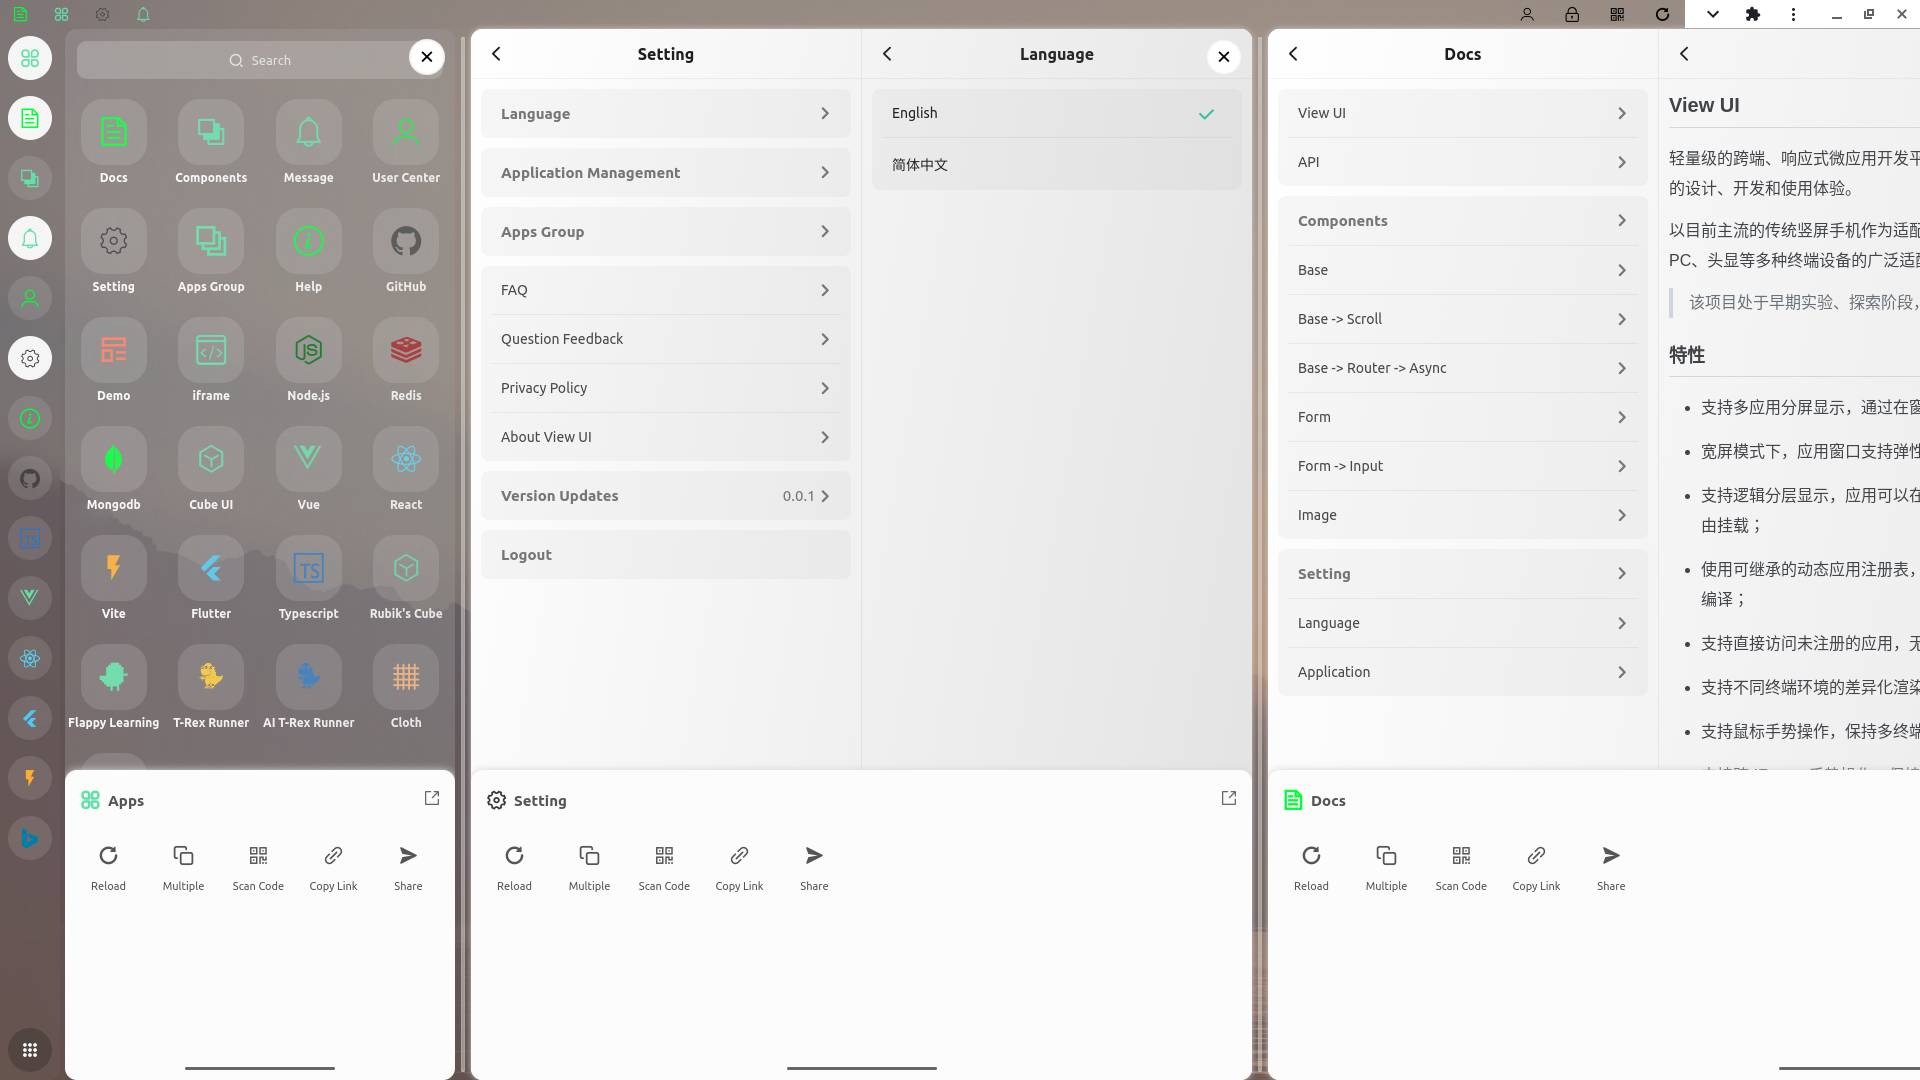 Search
Docs
Components
Message
User Center
Setting
Apps Group
Help
GitHub
Demo
iframe
Node.js
Redis
Mongodb
Cube UI
Vue
React
Vite
Flutter
Typescript
Rubik's Cube
Flappy Learning
T-Rex Runner
AI T-Rex Runner
Cloth
Apps
Reload
Multiple
Scan Code
Copy Link
Share
Setting
Language
Application Management
Apps Group
FAQ
Question Feedback
Privacy Policy
About View UI
Version Updates 0.0.1
Logout
Language
English
简体中文
Setting
Reload
Multiple
Scan Code
Copy Link
Share
Docs
View UI
API
Components
Base
Base -> Scroll
Base -> Router -> Async
Form
Form -> Input
Image
Setting
Language
Application
Docs
Reload
Multiple
Scan Code
Copy Link
Share
View UI
轻量级的跨端、响应式微应用开发平
的设计、开发和使用体验。
以目前主流的传统竖屏手机作为适配
PC、头显等多种终端设备的广泛适配
该项目处于早期实验、探索阶段，
特性
支持多应用分屏显示，通过在窗
宽屏模式下，应用窗口支持弹性
支持逻辑分层显示，应用可以在
由挂载；
使用可继承的动态应用注册表，
编译；
支持直接访问未注册的应用，无
支持不同终端环境的差异化渲染
支持鼠标手势操作，保持多终端